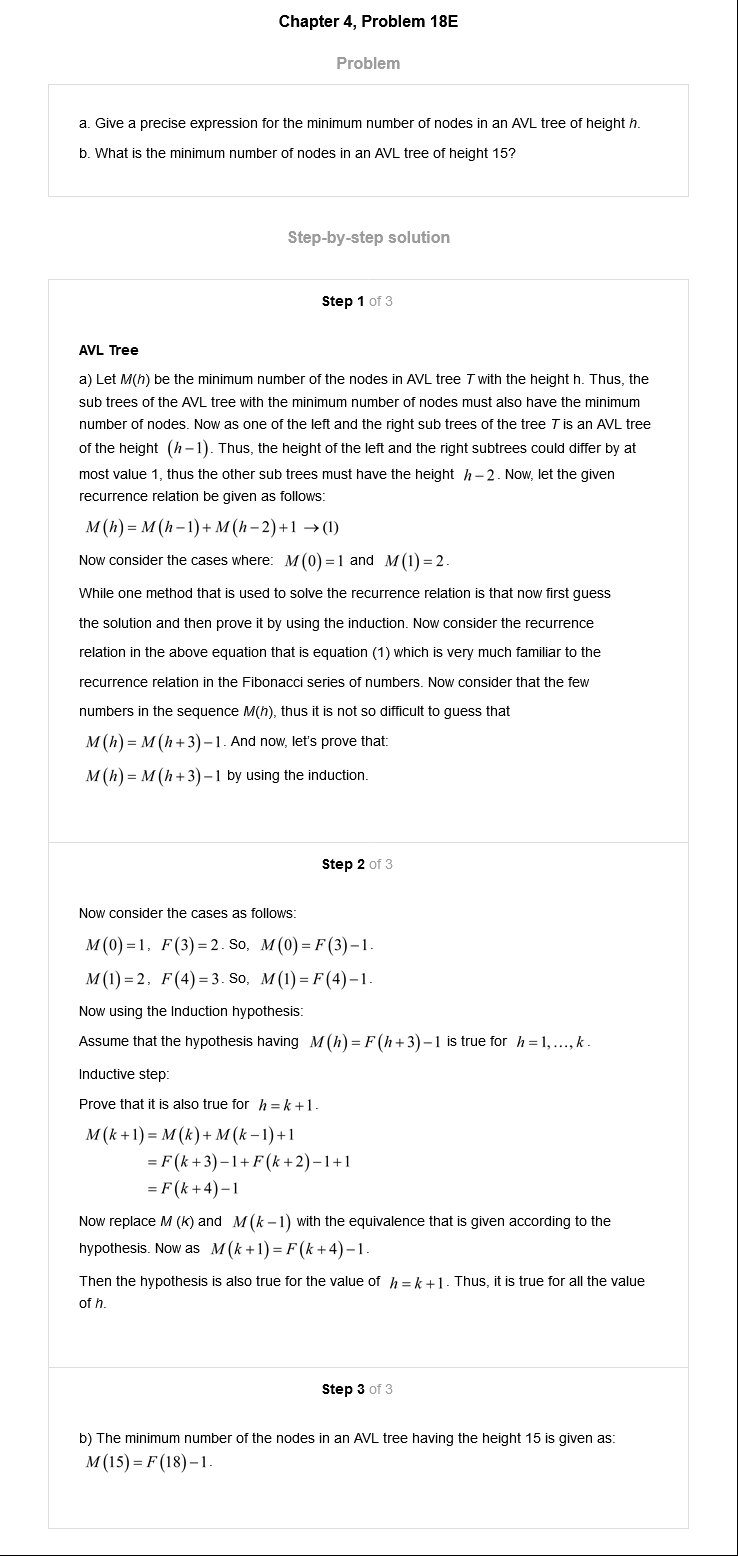 Chapter 4, Problem 18E
Problem
a. Give a precise expression for the minimum number of nodes in an AVL tree of height h.
b. What is the minimum number of nodes in an AVL tree of height 15?
Step-by-step solution
Step 1 of 3
AVL Tree
a) Let M(h) be the minimum number of the nodes in AVL tree T with the height h. Thus, the
sub trees of the AVL tree with the minimum number of nodes must also have the minimum
number of nodes. Now as one of the left and the right sub trees of the tree T is an AVL tree
of the height (h−1). Thus, the height of the left and the right subtrees could differ by at
most value 1, thus the other sub trees must have the height h−2. Now, let the given
recurrence relation be given as follows:
M(h)=M(h−1)+M(h−2)+1 →(1)
Now consider the cases where: M(0)=1 and M(1)=2.
While one method that is used to solve the recurrence relation is that now first guess
the solution and then prove it by using the induction. Now consider the recurrence
relation in the above equation that is equation (1) which is very much familiar to the
recurrence relation in the Fibonacci series of numbers. Now consider that the few
numbers in the sequence M(h), thus it is not so difficult to guess that
M(h)=M(h+3)−1. And now, let's prove that:
M(h)=M(h+3)−1 by using the induction.
Step 2 of 3
Now consider the cases as follows:
M(0)=1, F(3)=2. So, M(0)=F(3)−1.
M(1)=2, F(4)=3. So, M(1)=F(4)−1.
Now using the Induction hypothesis:
Assume that the hypothesis having M(h)=F(h+3)−1 is true for h=1,...,k.
Inductive step:
Prove that it is also true for h=k+1.
M(k+1)=M(k)+M(k−1)+1
=F(k+3)−1+F(k+2)−1+1
=F(k+4)−1
Now replace M (k) and M(k−1) with the equivalence that is given according to the
hypothesis. Now as M(k+1)=F(k+4)−1.
Then the hypothesis is also true for the value of h=k+1. Thus, it is true for all the value
of h.
Step 3 of 3
b) The minimum number of the nodes in an AVL tree having the height 15 is given as:
M(15)=F(18)−1.